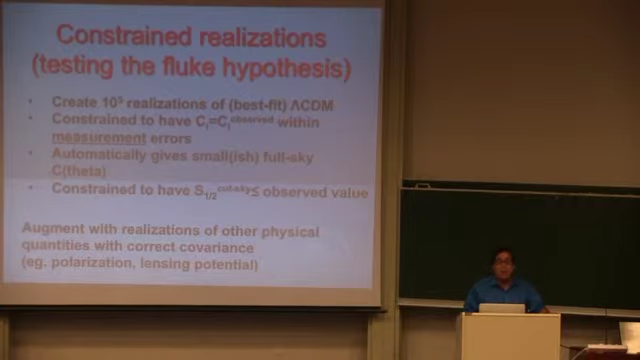 Constrained realizations
(testing the fluke hypothesis)
• Create 10⁵ realizations of (best-fit) ΛCDM
• Constrained to have Cₗ=Cₗᵒᵇˢᵉʳᵛᵉᵈ within
measurement errors
• Automatically gives small(ish) full-sky
C(theta)
• Constrained to have S₁/₂ᶜᵘᵗ⁻ˢᵏʸ≤ observed value
Augment with realizations of other physical
quantities with correct covariance
(eg, polarization, lensing potential)